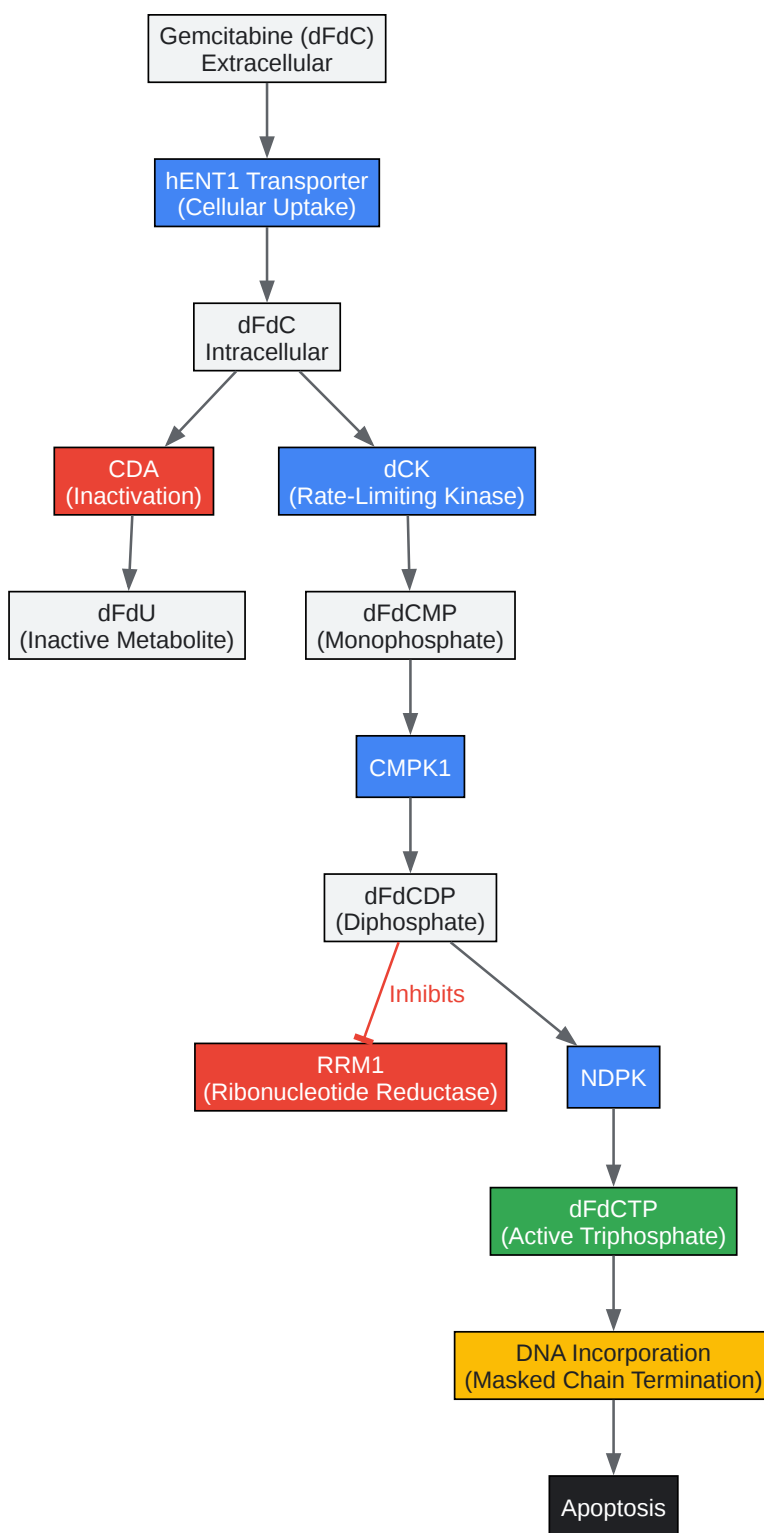 Gemcitabine (dFdC)
Extracellular
hENT1 Transporter
(Cellular Uptake)
dFdC
Intracellular
CDA
(Inactivation)
dCK
(Rate-Limiting Kinase)
dFdU
(Inactive Metabolite)
dFdCMP
(Monophosphate)
CMPK1
dFdCDP
(Diphosphate)
Inhibits
RRM1
(Ribonucleotide Reductase)
NDPK
dFdCTP
(Active Triphosphate)
DNA Incorporation
(Masked Chain Termination)
Apoptosis